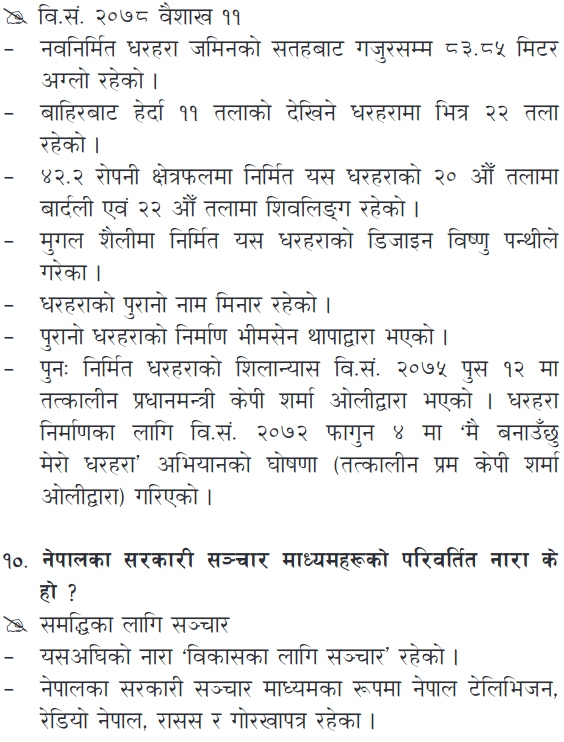 वि.सं. २०७८ वैशाख ११
– नवनिर्मित धरहरा जमिनको सतहबाट गजुरसम्म ८३.८५ मिटर
अग्लो रहेको ।
– बाहिरबाट हेर्दा ११ तलाको देखिने धरहरामा भित्र २२ तला
रहेको ।
– ४२.२ रोपनी क्षेत्रफलमा निर्मित यस धरहराको २० औँ तलामा
बार्दली एवं २२ औँ तलामा शिवलिङ्ग रहेको ।
– मुगल शैलीमा निर्मित यस धरहराको डिजाइन विष्णु पन्थीले
गरेका ।
– धरहराको पुरानो नाम मिनार रहेको ।
– पुरानो धरहराको निर्माण भीमसेन थापाद्वारा भएको ।
– पुनः निर्मित धरहराको शिलान्यास वि.सं. २०७५ पुस १२ मा
तत्कालीन प्रधानमन्त्री केपी शर्मा ओलीद्वारा भएको । धरहरा
निर्माणका लागि वि.सं. २०७२ फागुन ४ मा ‘मै बनाउँछु
मेरो धरहरा’ अभियानको घोषणा (तत्कालीन प्रम केपी शर्मा
ओलीद्वारा) गरिएको ।
१०. नेपालका सरकारी सञ्चार माध्यमहरूको परिवर्तित नारा के
हो ?
समद्धिका लागि सञ्चार
– यसअघिको नारा ‘विकासका लागि सञ्चार’ रहेको ।
– नेपालका सरकारी सञ्चार माध्यमका रूपमा नेपाल टेलिभिजन,
रेडियो नेपाल, रासस र गोरखापत्र रहेका ।